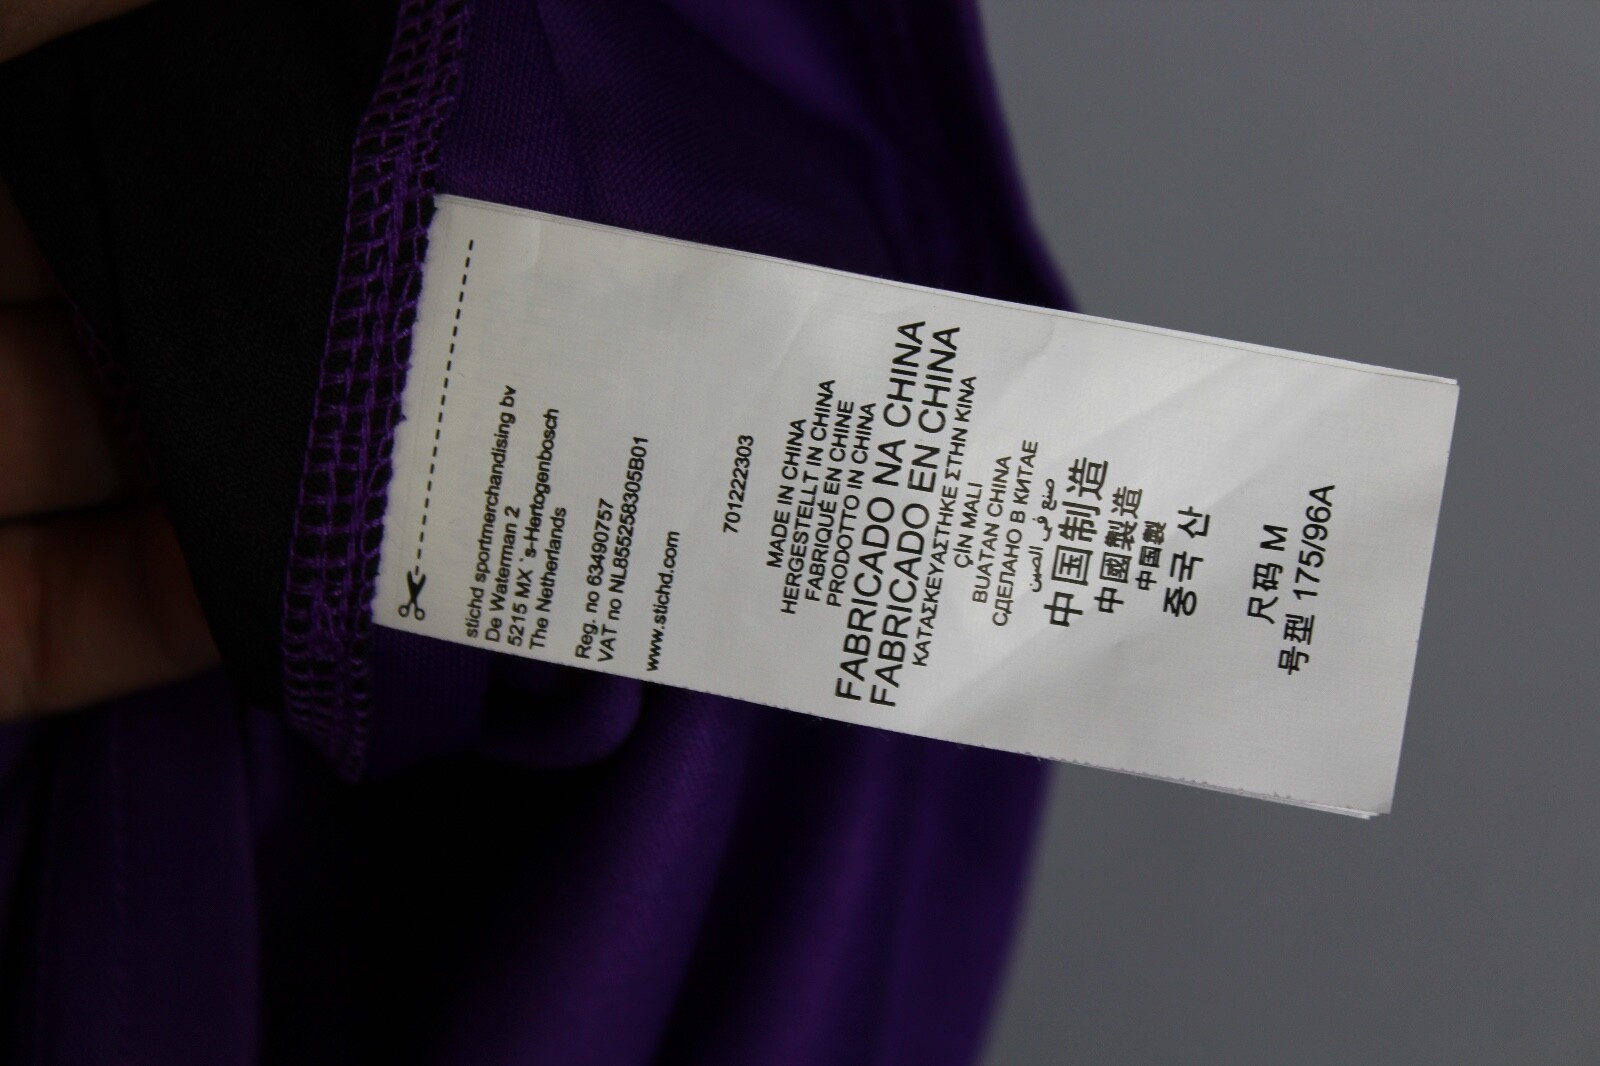 stichd sportmerchandising bv
De Waterman 2
5215 MX `s-Hertogenbosch
The Netherlands
Reg. no 63490757
VAT no NL855258305B01
www.stichd.com
701222303
MADE IN CHINA
HERGESTELLT IN CHINA
FABRIQUÉ EN CHINE
PRODOTTO IN CHINA
FABRICADO NA CHINA
FABRICADO EN CHINA
ΚΑΤΑΣΚΕΥΑΣΤΗΚΕ ΣΤΗΝ ΚΙΝΑ
ÇİN MALI
BUATAN CHINA
СДЕЛАНО В КИТАЕ
صنع في الصين
中国制造
中國製造
中国製
중국 산
尺码 M
号型 175/96A